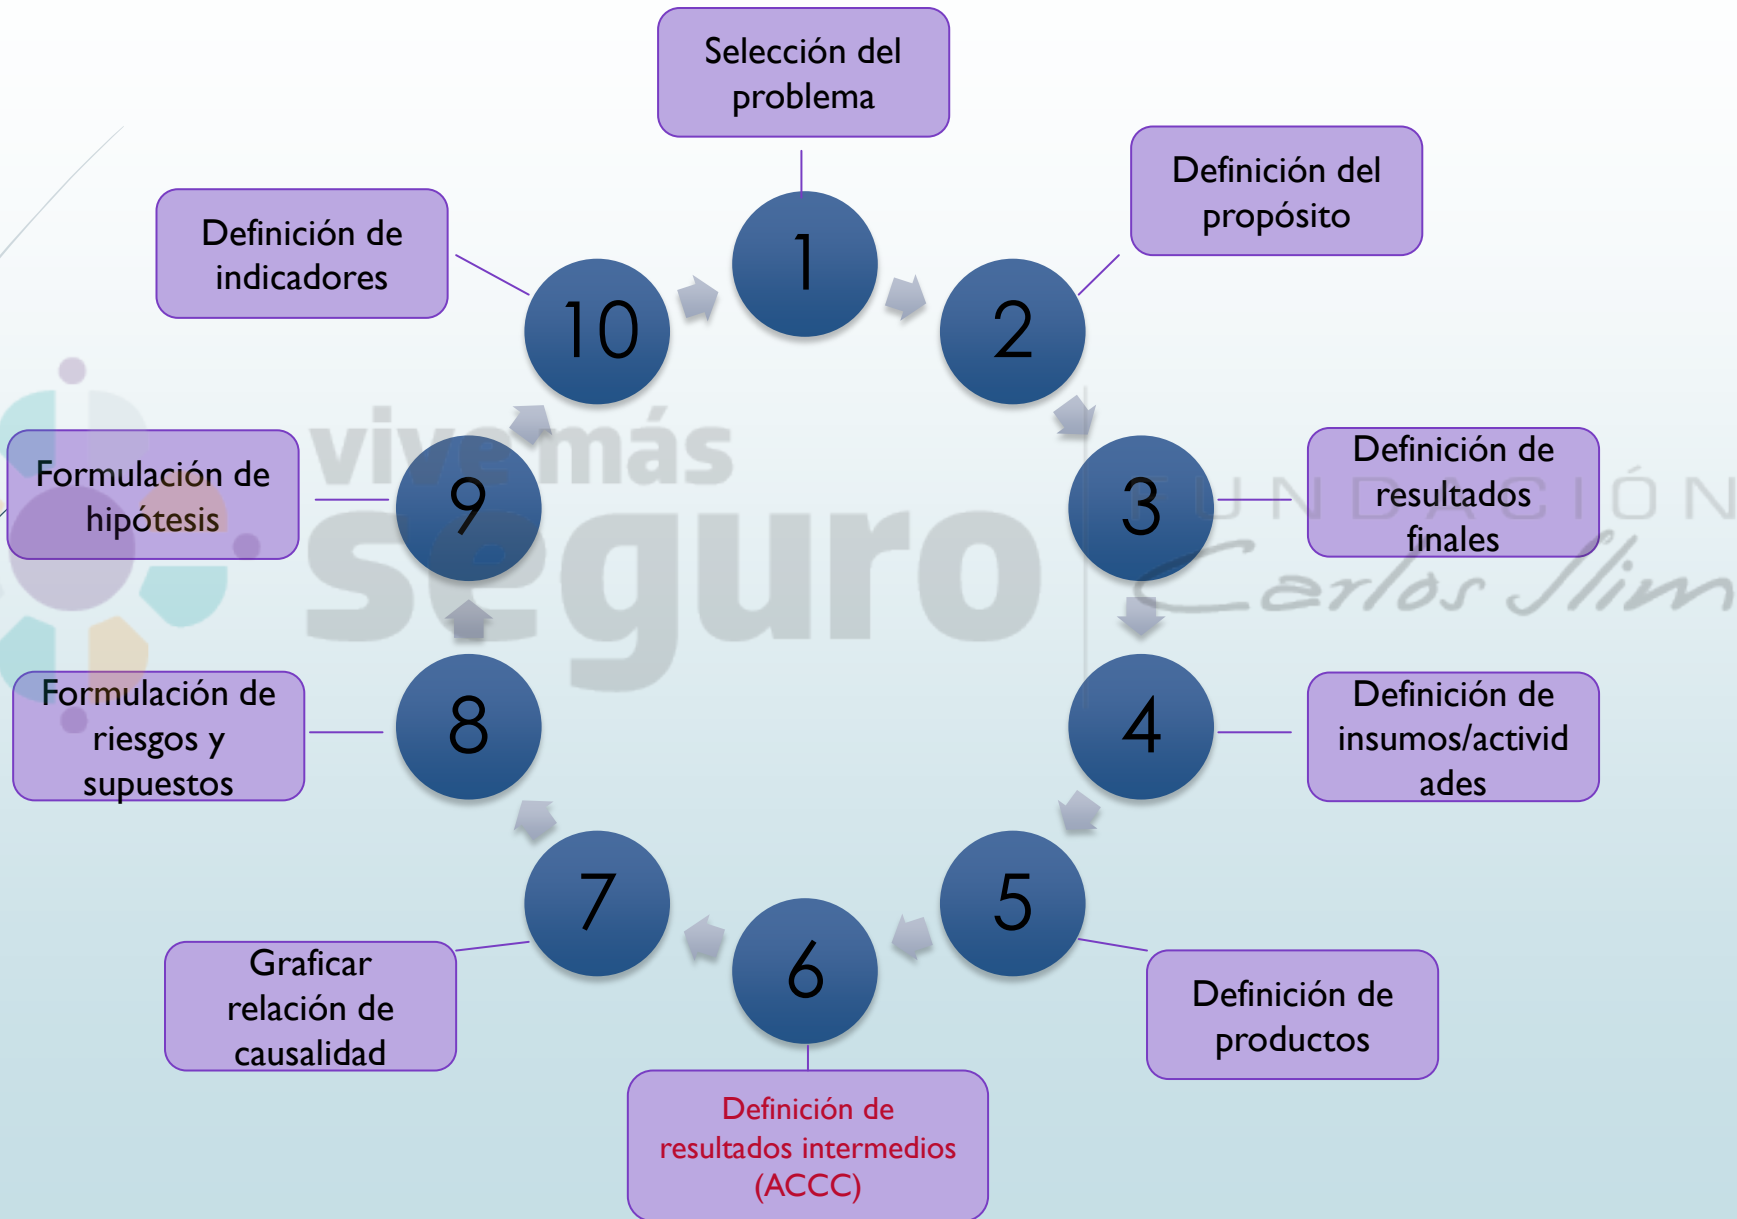 Selección del
problema
1
Definición del
propósito
2
Definición de
resultados
finales
3
Definición de
insumos/activid
ades
4
Definición de
productos
5
Definición de
resultados intermedios
(ACCC)
6
Graficar
relación de
causalidad
7
Formulación de
riesgos y
supuestos
8
Formulación de
hipótesis
9
Definición de
indicadores
10
vive más
seguro
FUNDACIÓN
Carlos Slim